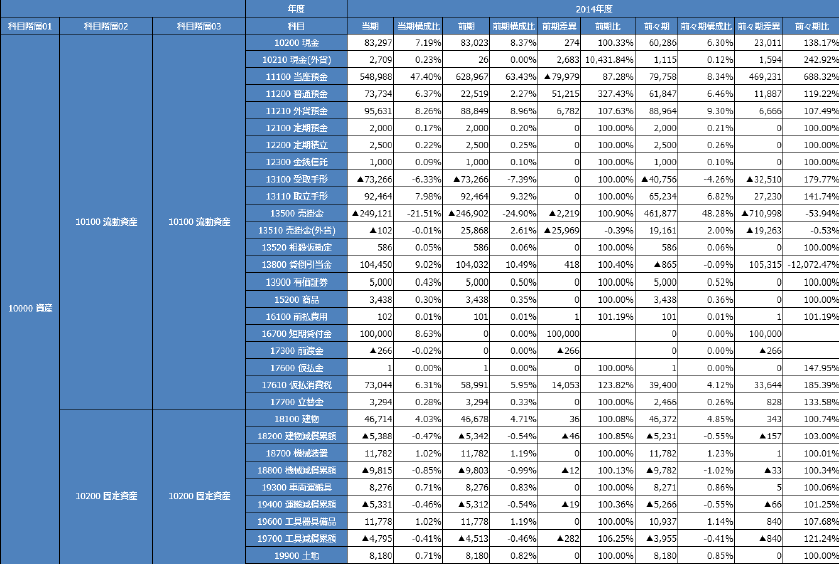 年度 2014年度
科目階層01 科目階層02 科目階層03 科目 当期 当期構成比 前期 前期構成比 前期差異 前期比 前々期 前々期構成比 前々期差異 前々期比
10200 現金 83,297 7.19% 83,023 8.37% 274 100.33% 60,286 6.30% 23,011 138.17%
10210 現金(外貨) 2,709 0.23% 26 0.00% 2,683 10,431.84% 1,115 0.12% 1,594 242.92%
11100 当座預金 548,988 47.40% 628,967 63.43% ▲79,979 87.28% 79,758 8.34% 469,231 688.32%
11200 普通預金 73,734 6.37% 22,519 2.27% 51,215 327.43% 61,847 6.46% 11,887 119.22%
11210 外貨預金 95,631 8.26% 88,849 8.96% 6,782 107.63% 88,964 9.30% 6,666 107.49%
12100 定期預金 2,000 0.17% 2,000 0.20% 0 100.00% 2,000 0.21% 0 100.00%
12200 定期積立 2,500 0.22% 2,500 0.25% 0 100.00% 2,500 0.26% 0 100.00%
12300 金銭信託 1,000 0.09% 1,000 0.10% 0 100.00% 1,000 0.10% 0 100.00%
13100 受取手形 ▲73,266 -6.33% ▲73,266 -7.39% 0 100.00% ▲40,756 -4.26% ▲32,510 179.77%
13110 取立手形 92,464 7.98% 92,464 9.32% 0 100.00% 65,234 6.82% 27,230 141.74%
13500 売掛金 ▲249,121 -21.51% ▲246,902 -24.90% ▲2,219 100.90% 461,877 48.28% ▲710,998 -53.94%
13510 売掛金(外貨) ▲102 -0.01% 25,868 2.61% ▲25,969 -0.39% 19,161 2.00% ▲19,263 -0.53%
10000 資産 10100 流動資産 10100 流動資産
13520 相殺仮勘定 586 0.05% 586 0.06% 0 100.00% 586 0.06% 0 100.00%
13800 貸倒引当金 104,450 9.02% 104,032 10.49% 418 100.40% ▲865 -0.09% 105,315 -12,072.47%
13900 有価証券 5,000 0.43% 5,000 0.50% 0 100.00% 5,000 0.52% 0 100.00%
15200 商品 3,438 0.30% 3,438 0.35% 0 100.00% 3,438 0.36% 0 100.00%
16100 前払費用 102 0.01% 101 0.01% 1 101.19% 101 0.01% 1 101.19%
16700 短期貸付金 100,000 8.63% 0 0.00% 100,000 0 0.00% 100,000
17300 前渡金 ▲266 -0.02% 0 0.00% ▲266 0 0.00% ▲266
17600 仮払金 1 0.00% 1 0.00% 0 100.00% 1 0.00% 0 147.95%
17610 仮払消費税 73,044 6.31% 58,991 5.95% 14,053 123.82% 39,400 4.12% 33,644 185.39%
17700 立替金 3,294 0.28% 3,294 0.33% 0 100.00% 2,466 0.26% 828 133.58%
18100 建物 46,714 4.03% 46,678 4.71% 36 100.08% 46,372 4.85% 343 100.74%
18200 建物減償累額 ▲5,388 -0.47% ▲5,342 -0.54% ▲46 100.85% ▲5,231 -0.55% ▲157 103.00%
18700 機械装置 11,782 1.02% 11,782 1.19% 0 100.00% 11,782 1.23% 1 100.01%
18800 機械減償累額 ▲9,815 -0.85% ▲9,803 -0.99% ▲12 100.13% ▲9,782 -1.02% ▲33 100.34%
10200 固定資産 10200 固定資産
19300 車両運搬具 8,276 0.71% 8,276 0.83% 0 100.00% 8,271 0.86% 5 100.06%
19400 運搬減償累額 ▲5,331 -0.46% ▲5,312 -0.54% ▲19 100.36% ▲5,266 -0.55% ▲66 101.25%
19600 工具器具備品 11,778 1.02% 11,778 1.19% 0 100.00% 10,937 1.14% 840 107.68%
19700 工具減償累額 ▲4,795 -0.41% ▲4,513 -0.46% ▲282 106.25% ▲3,955 -0.41% ▲840 121.24%
19900 土地 8,180 0.71% 8,180 0.82% 0 100.00% 8,180 0.85% 0 100.00%